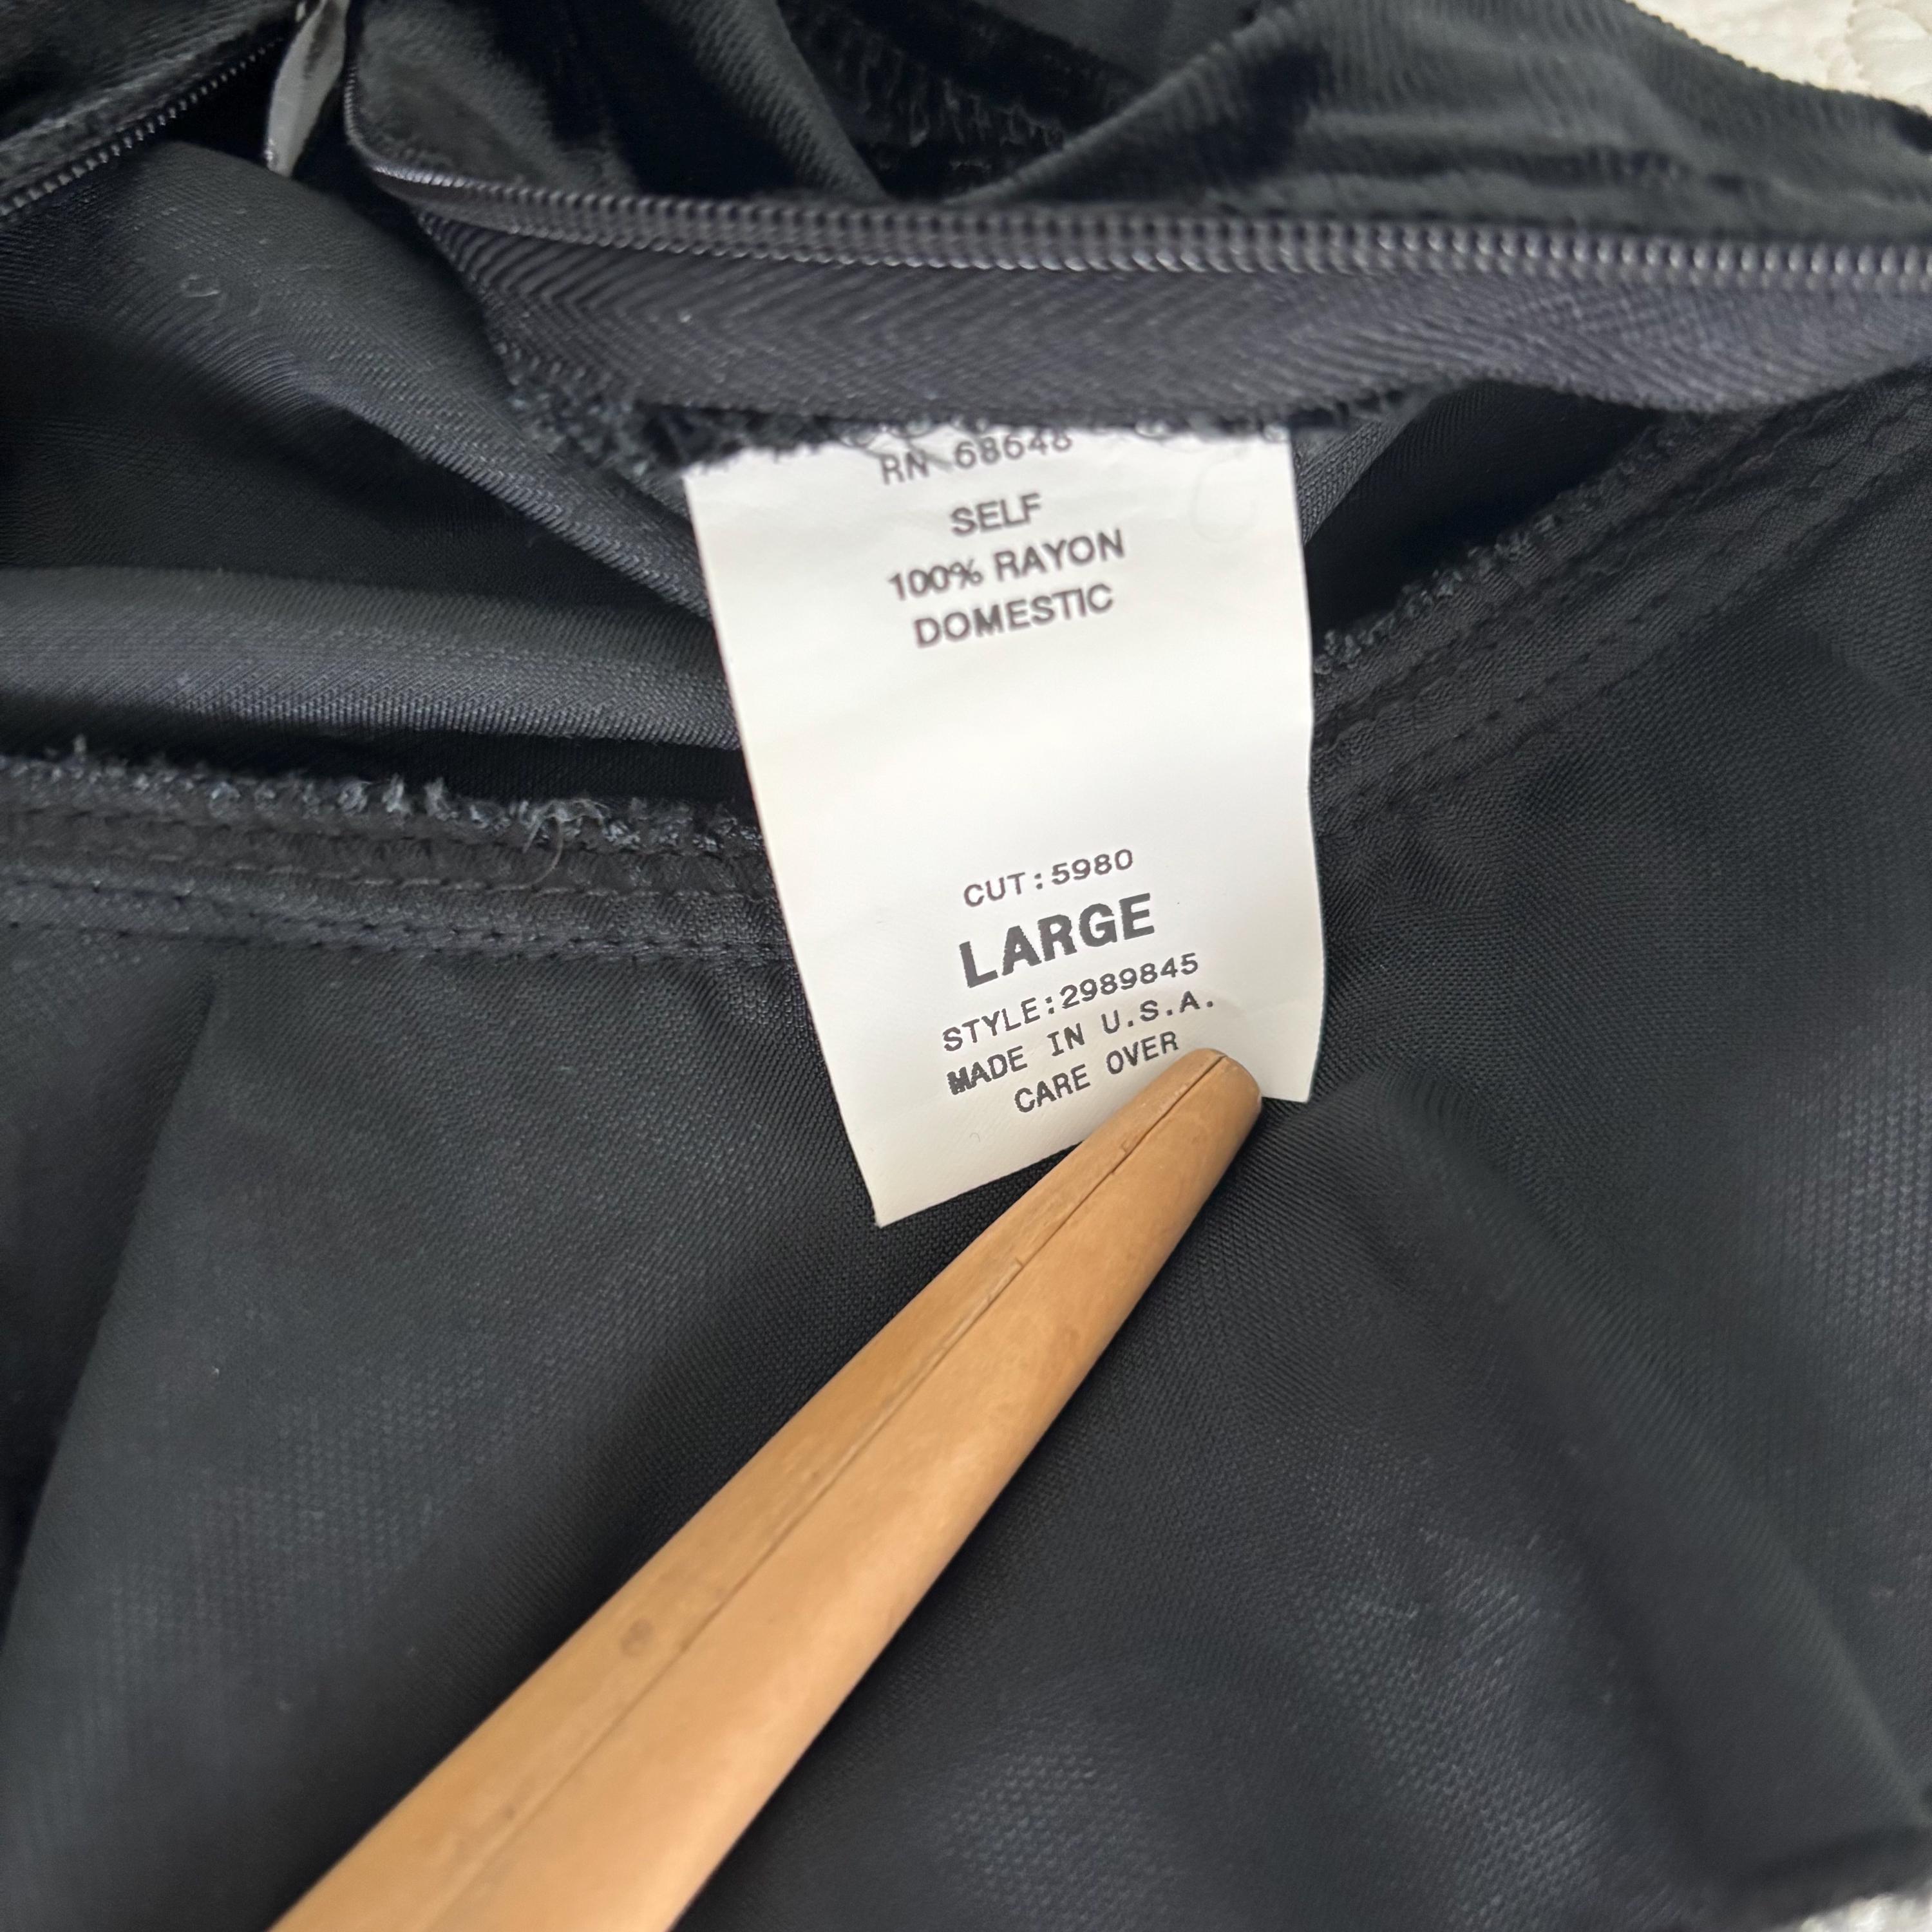 RN 68648
SELF
100% RAYON
DOMESTIC
CUT:5980
LARGE
STYLE:2989845
MADE IN U.S.A.
CARE OVER